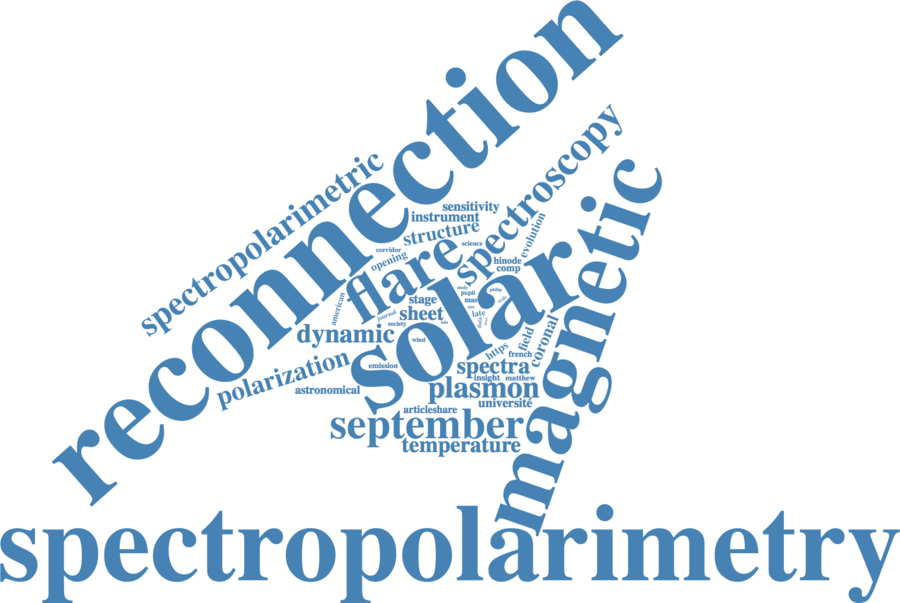 reconnection
spectroscopy
spectropolarimetric
magnetic
sensitivity
instrument
structure
science
evolution
corridor
opening
flare
hinode
comp
solar
american
stage
journal
sheet
society
study
pupil
late
field
coronal
dynamic
wind
https
french
polarization
emission
spectra
insight
matthew
astronomical
plasmon
université
articleshare
september
temperature
spectropolarimetry